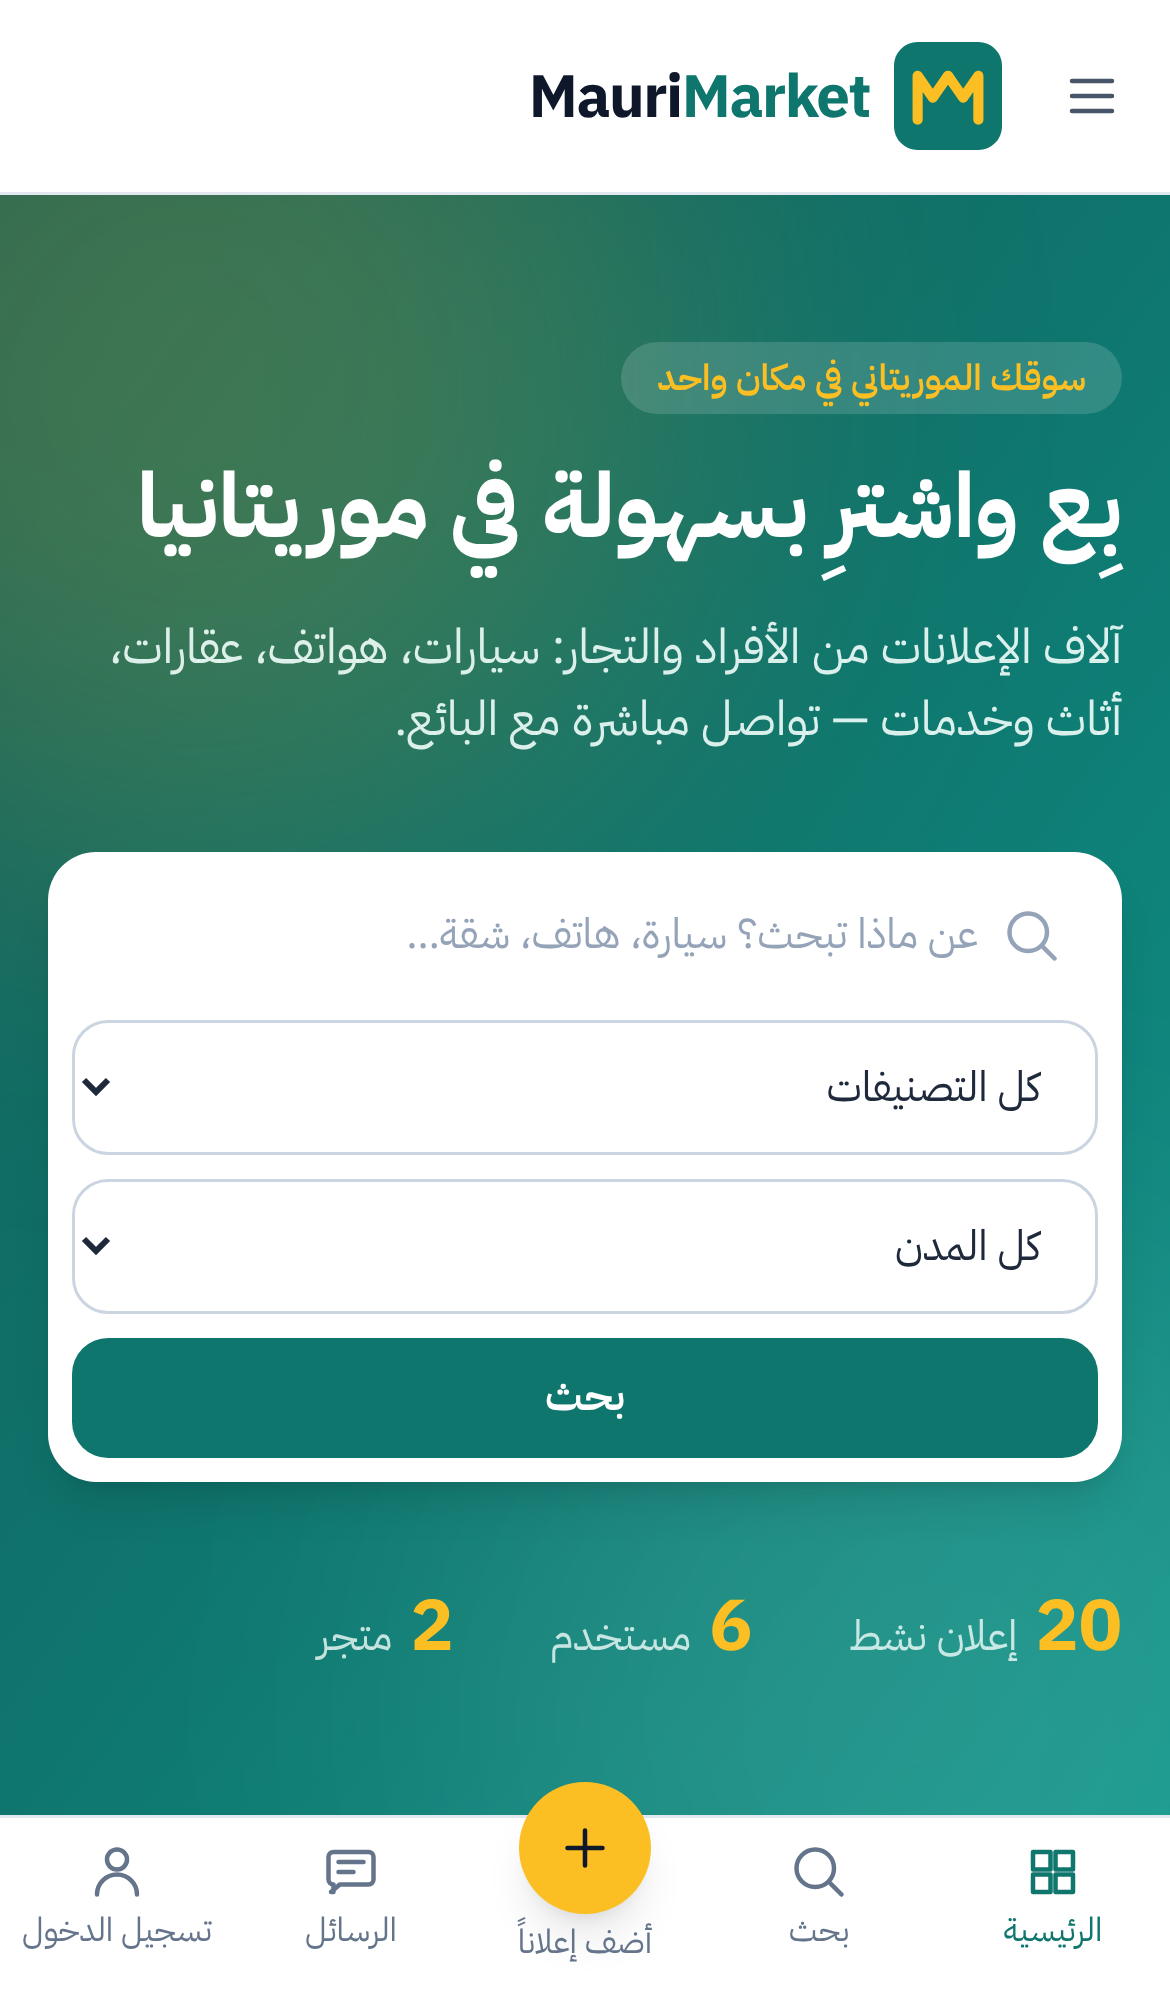 MauriMarket
سوقك الموريتاني في مكان واحد
بِع واشترِ بسهولة في موريتانيا
آلاف الإعلانات من الأفراد والتجار: سيارات، هواتف، عقارات،
أثاث وخدمات — تواصل مباشرة مع البائع.
عن ماذا تبحث؟ سيارة، هاتف، شقة...
كل التصنيفات
كل المدن
بحث
20 إعلان نشط 6 مستخدم 2 متجر
الرئيسية بحث أضف إعلاناً الرسائل تسجيل الدخول